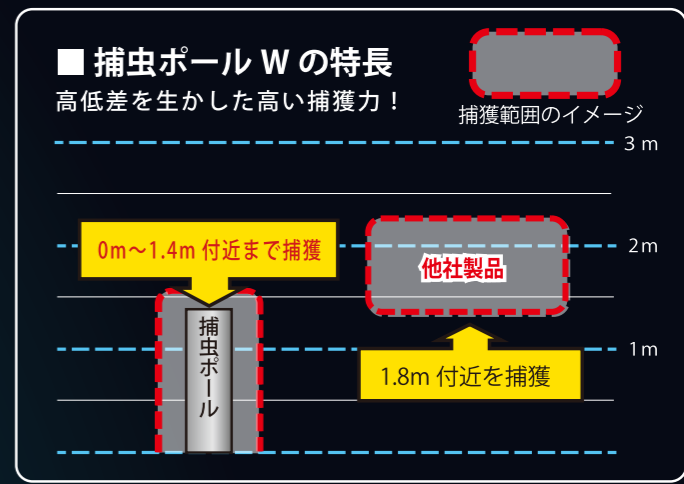 ■ 捕虫ポール W の特長
高低差を生かした高い捕獲力！
捕獲範囲のイメージ
3 m
0m～1.4m 付近まで捕獲
2m
他社製品
捕虫ポール
1m
1.8m 付近を捕獲